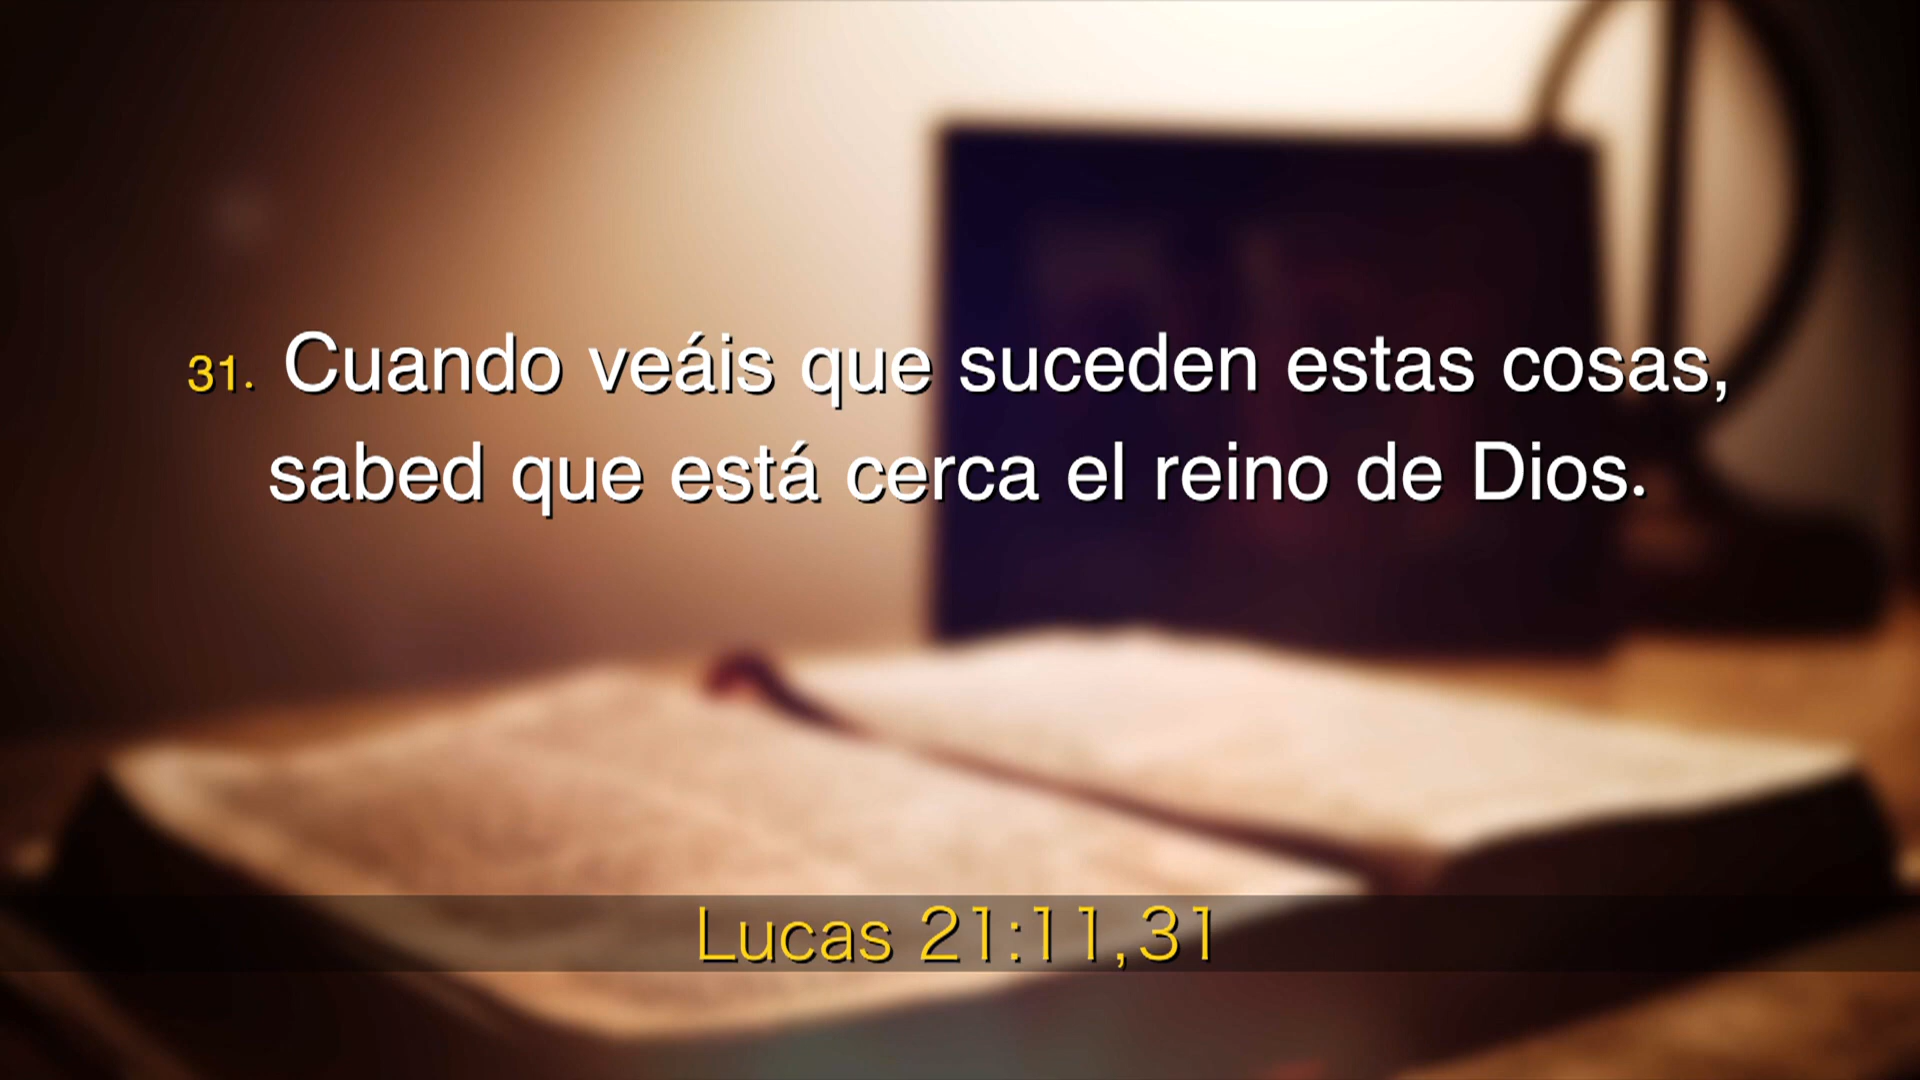 31. Cuando veáis que suceden estas cosas,
sabed que está cerca el reino de Dios.
Lucas 21:11,31